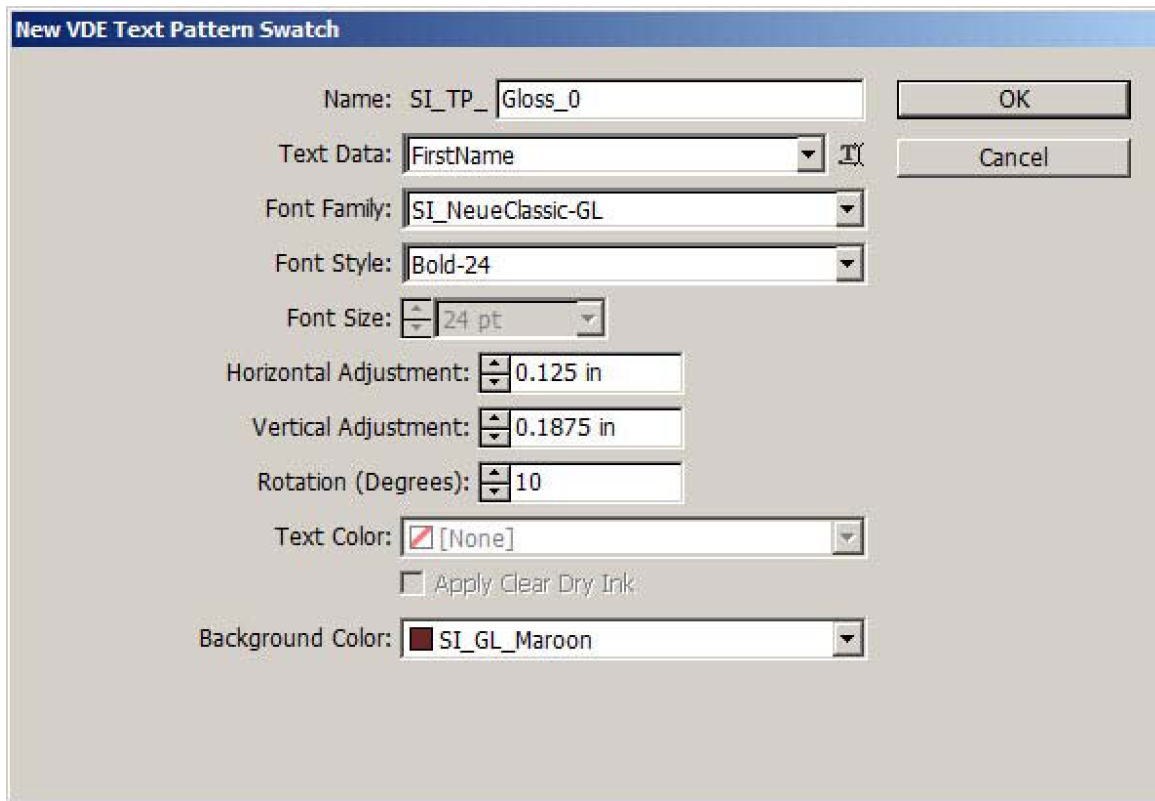 New VDE Text Pattern Swatch
Name: SI_TP_ Gloss_0 OK
Text Data: FirstName T Cancel
Font Family: SI_NeueClassic-GL
Font Style: Bold-24
Font Size: 24 pt
Horizontal Adjustment: 0.125 in
Vertical Adjustment: 0.1875 in
Rotation (Degrees): 10
Text Color: [None]
Apply Clear Dry Ink
Background Color: SI_GL_Maroon